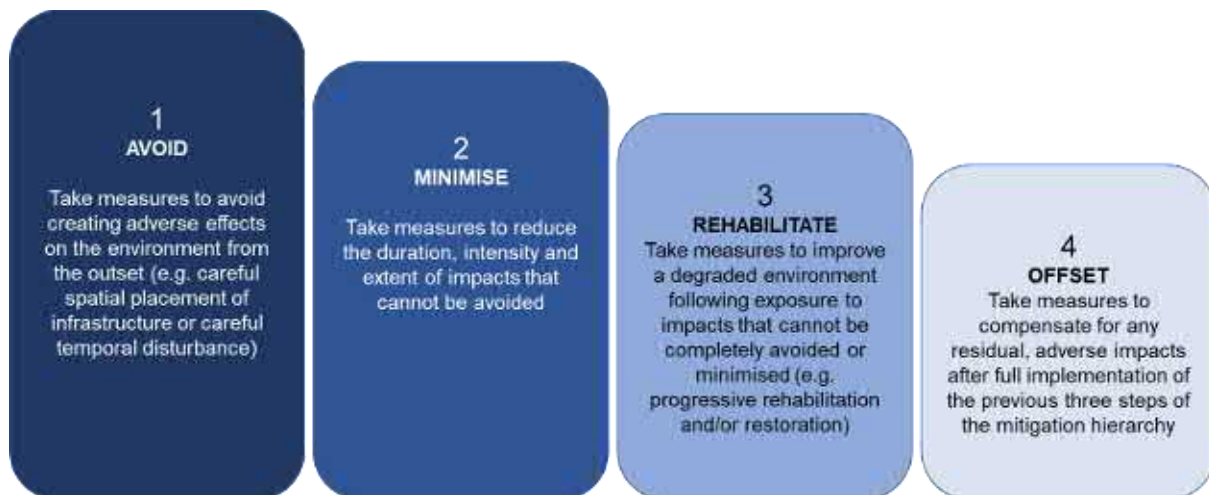 1
AVOID
Take measures to avoid
creating adverse effects
on the environment from
the outset (e.g. careful
spatial placement of
infrastructure or careful
temporal disturbance)
2
MINIMISE
Take measures to reduce
the duration, intensity and
extent of impacts that
cannot be avoided
3
REHABILITATE
Take measures to improve
a degraded environment
following exposure to
impacts that cannot be
completely avoided or
minimised (e.g.
progressive rehabilitation
and/or restoration)
4
OFFSET
Take measures to
compensate for any
residual, adverse impacts
after full implementation of
the previous three steps of
the mitigation hierarchy